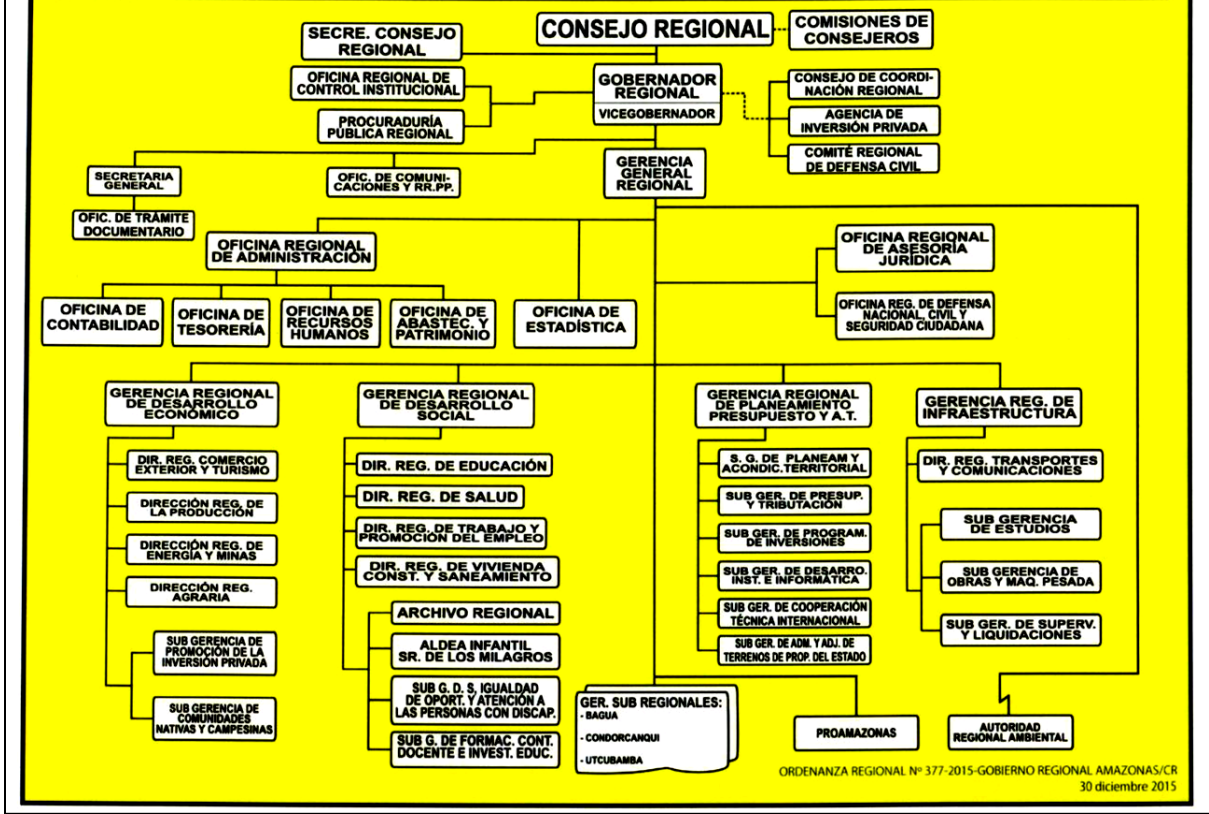 CONSEJO REGIONAL
COMISIONES DE
CONSEJEROS
SECRE. CONSEJO
REGIONAL
OFICINA REGIONAL DE
CONTROL INSTITUCIONAL
GOBERNADOR
REGIONAL
VICEGOBERNADOR
CONSEJO DE COORDI-
NACIÓN REGIONAL
PROCURADURÍA
PÚBLICA REGIONAL
AGENCIA DE
INVERSIÓN PRIVADA
COMITÉ REGIONAL
DE DEFENSA CIVIL
SECRETARIA
GENERAL
OFIC. DE COMUNI-
CACIONES Y RR.PP.
GERENCIA
GENERAL
REGIONAL
OFIC. DE TRÁMITE
DOCUMENTARIO
OFICINA REGIONAL
DE ADMINISTRACIÓN
OFICINA REGIONAL
DE ASESORÍA
JURÍDICA
OFICINA DE
CONTABILIDAD
OFICINA DE
TESORERÍA
OFICINA DE
RECURSOS
HUMANOS
OFICINA DE
ABASTEC. Y
PATRIMONIO
OFICINA DE
ESTADÍSTICA
OFICINA REG. DE DEFENSA
NACIONAL, CIVIL Y
SEGURIDAD CIUDADANA
GERENCIA REGIONAL
DE DESARROLLO
ECONÓMICO
DIR. REG. COMERCIO
EXTERIOR Y TURISMO
DIRECCIÓN REG. DE
LA PRODUCCIÓN
DIRECCIÓN REG. DE
ENERGÍA Y MINAS
DIRECCIÓN REG.
AGRARIA
SUB GERENCIA DE
PROMOCIÓN DE LA
INVERSIÓN PRIVADA
SUB GERENCIA DE
COMUNIDADES
NATIVAS Y CAMPESINAS
GERENCIA REGIONAL
DE DESARROLLO
SOCIAL
DIR. REG. DE EDUCACIÓN
DIR. REG. DE SALUD
DIR. REG. DE TRABAJO Y
PROMOCIÓN DEL EMPLEO
DIR. REG. DE VIVIENDA
CONST. Y SANEAMIENTO
ARCHIVO REGIONAL
ALDEA INFANTIL
SR. DE LOS MILAGROS
SUB G. D. S, IGUALDAD
DE OPORT. Y ATENCIÓN A
LAS PERSONAS CON DISCAP.
SUB G. DE FORMAC. CONT.
DOCENTE E INVEST. EDUC.
GERENCIA REGIONAL
DE PLANEAMIENTO
PRESUPUESTO Y A.T.
S. G. DE PLANEAM Y
ACONDIC.TERRITORIAL
SUB GER. DE PRESUP.
Y TRIBUTACIÓN
SUB GER. DE PROGRAM.
DE INVERSIONES
SUB GER. DE DESARRO.
INST. E INFORMÁTICA
SUB GER. DE COOPERACIÓN
TÉCNICA INTERNACIONAL
SUB GER. DE ADM. Y ADJ. DE
TERRENOS DE PROP. DEL ESTADO
GERENCIA REG. DE
INFRAESTRUCTURA
DIR. REG. TRANSPORTES
Y COMUNICACIONES
SUB GERENCIA
DE ESTUDIOS
SUB GERENCIA DE
OBRAS Y MAQ. PESADA
SUB GER. DE SUPERV.
Y LIQUIDACIONES
GER. SUB REGIONALES:
- BAGUA
- CONDORCANQUI
- UTCUBAMBA
PROAMAZONAS
AUTORIDAD
REGIONAL AMBIENTAL
ORDENANZA REGIONAL Nº 377-2015-GOBIERNO REGIONAL AMAZONAS/CR
30 diciembre 2015